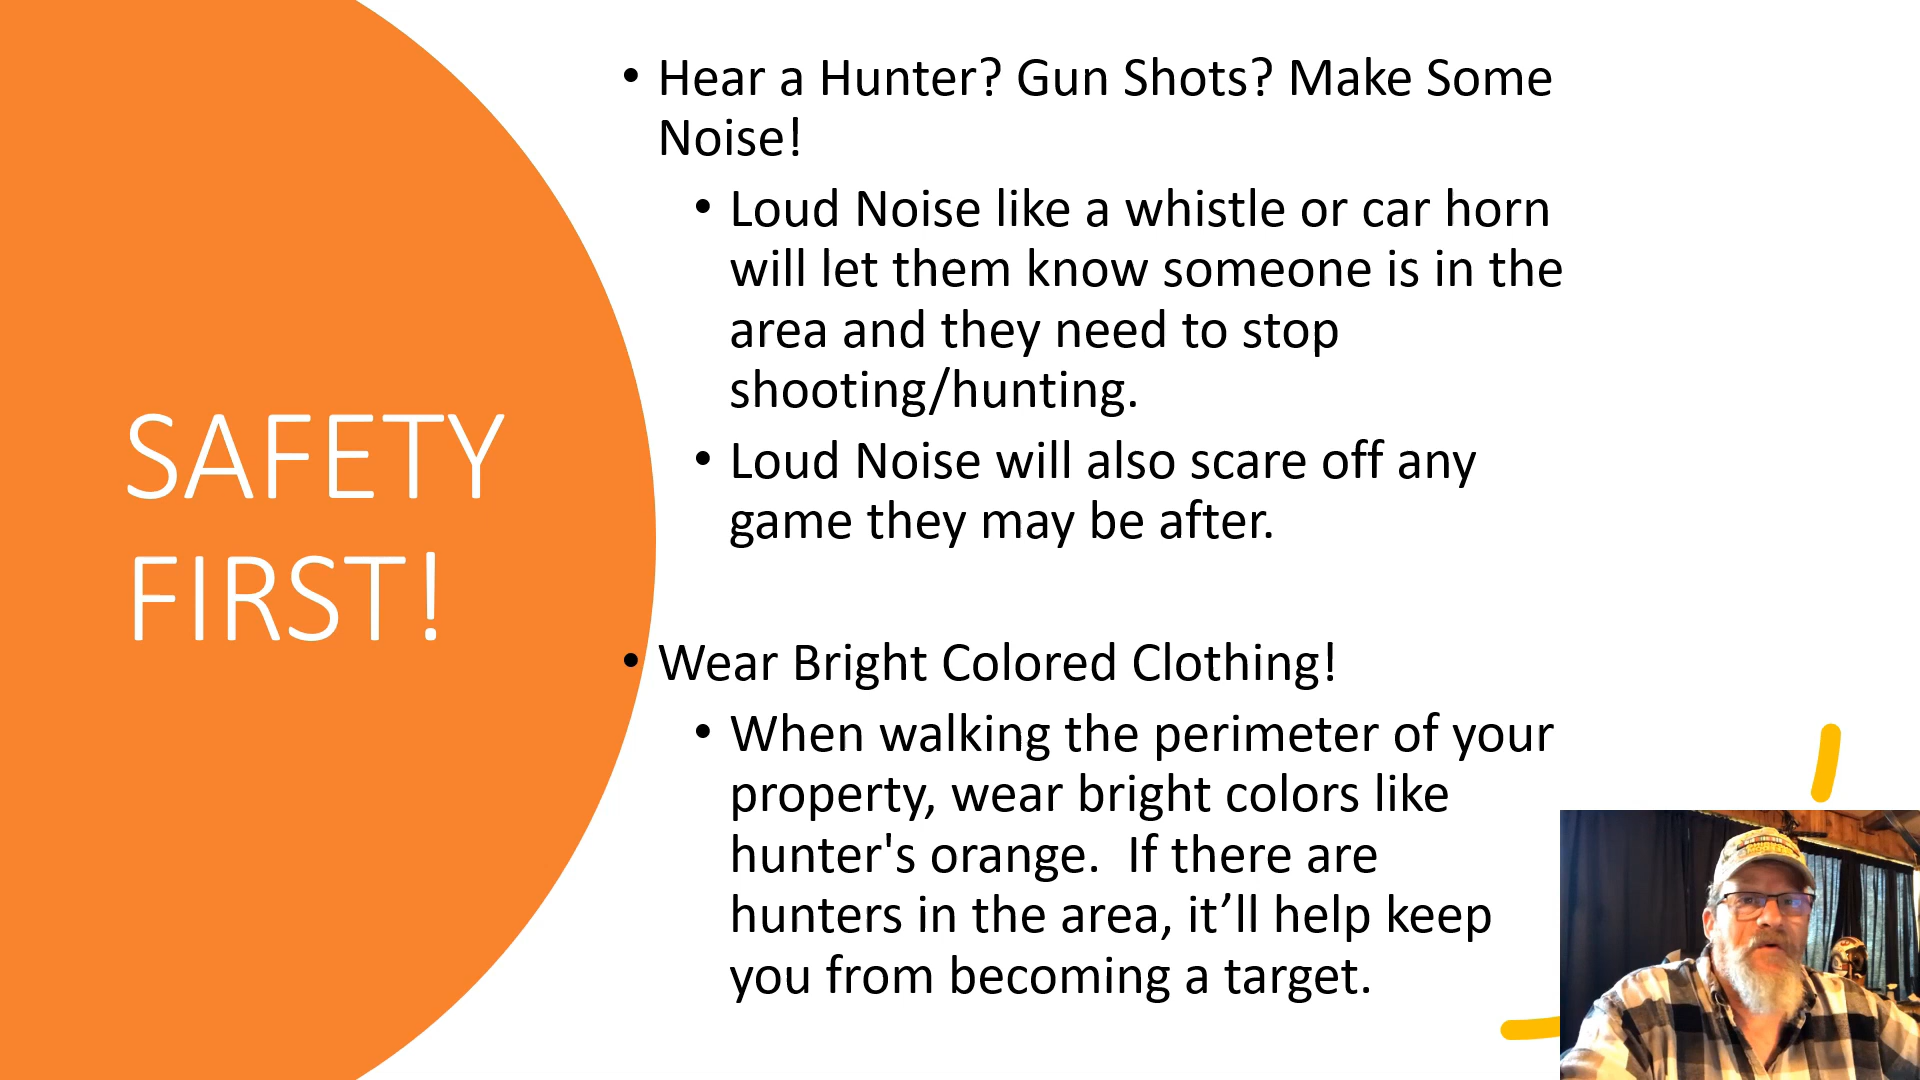 SAFETY
FIRST!
• Hear a Hunter? Gun Shots? Make Some
Noise!
• Loud Noise like a whistle or car horn
will let them know someone is in the
area and they need to stop
shooting/hunting.
• Loud Noise will also scare off any
game they may be after.
• Wear Bright Colored Clothing!
• When walking the perimeter of your
property, wear bright colors like
hunter's orange.  If there are
hunters in the area, it’ll help keep
you from becoming a target.